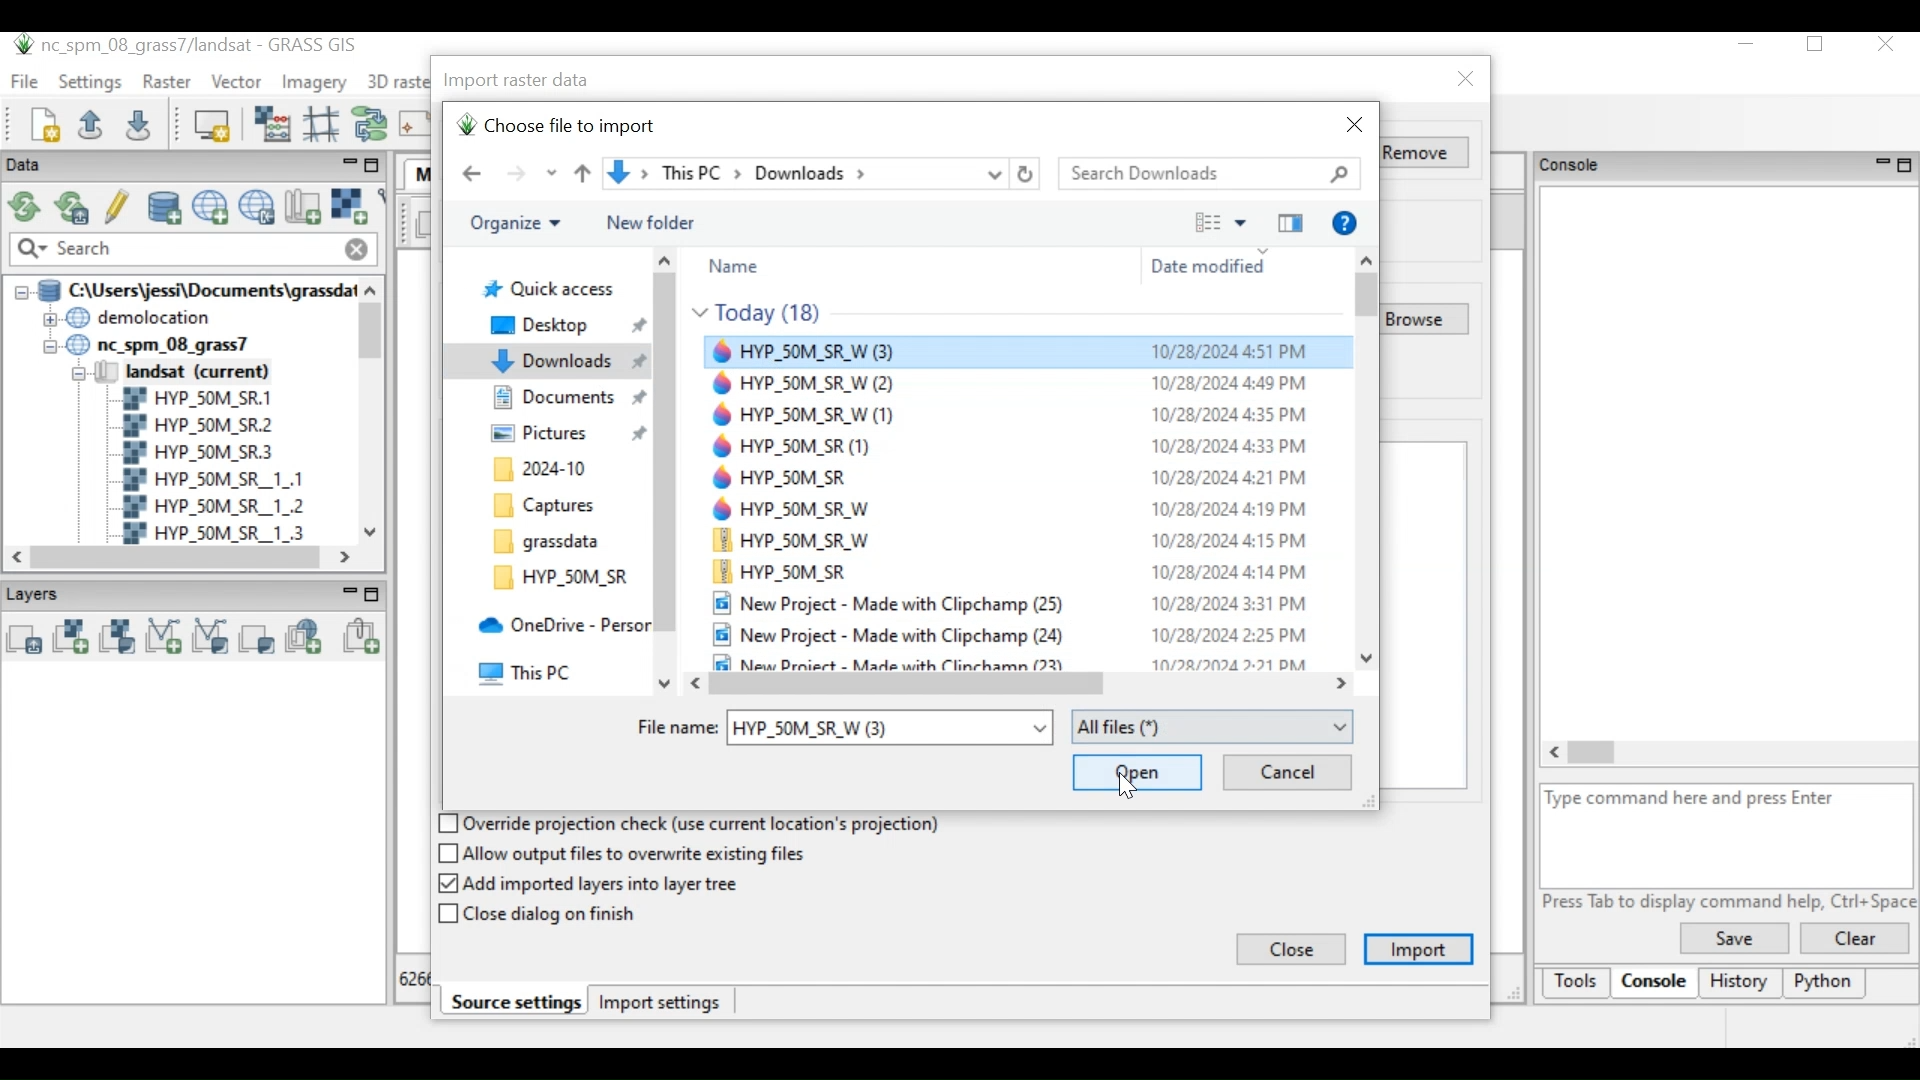 nc_spm_08_grass7/landsat - GRASS GIS
File Settings Raster Vector Imagery 3D raste
Data
Search
C:\Users\jessi\Documents\grassdat
demolocation
nc_spm_08_grass7
landsat (current)
HYP_50M_SR.1
HYP_50M_SR.2
HYP_50M_SR.3
HYP_50M_SR__1_.1
HYP_50M_SR__1_.2
HYP_50M_SR__1_.3
Layers
M
6266
Import raster data
Remove
Browse
Choose file to import
This PC > Downloads >
Search Downloads
Organize
New folder
Quick access
Desktop
Downloads
Documents
Pictures
2024-10
Captures
grassdata
HYP_50M_SR
OneDrive - Person
This PC
Name Date modified
Today (18)
HYP_50M_SR_W (3) 10/28/2024 4:51 PM
HYP_50M_SR_W (2) 10/28/2024 4:49 PM
HYP_50M_SR_W (1) 10/28/2024 4:35 PM
HYP_50M_SR (1) 10/28/2024 4:33 PM
HYP_50M_SR 10/28/2024 4:21 PM
HYP_50M_SR_W 10/28/2024 4:19 PM
HYP_50M_SR_W 10/28/2024 4:15 PM
HYP_50M_SR 10/28/2024 4:14 PM
New Project - Made with Clipchamp (25) 10/28/2024 3:31 PM
New Project - Made with Clipchamp (24) 10/28/2024 2:25 PM
New Project - Made with Clipchamp (23) 10/28/2024 2:21 PM
File name: HYP_50M_SR_W (3)
All files (*)
Open
Cancel
Override projection check (use current location's projection)
Allow output files to overwrite existing files
Add imported layers into layer tree
Close dialog on finish
Close
Import
Source settings Import settings
Console
Type command here and press Enter
Press Tab to display command help, Ctrl+Space
Save
Clear
Tools Console History Python